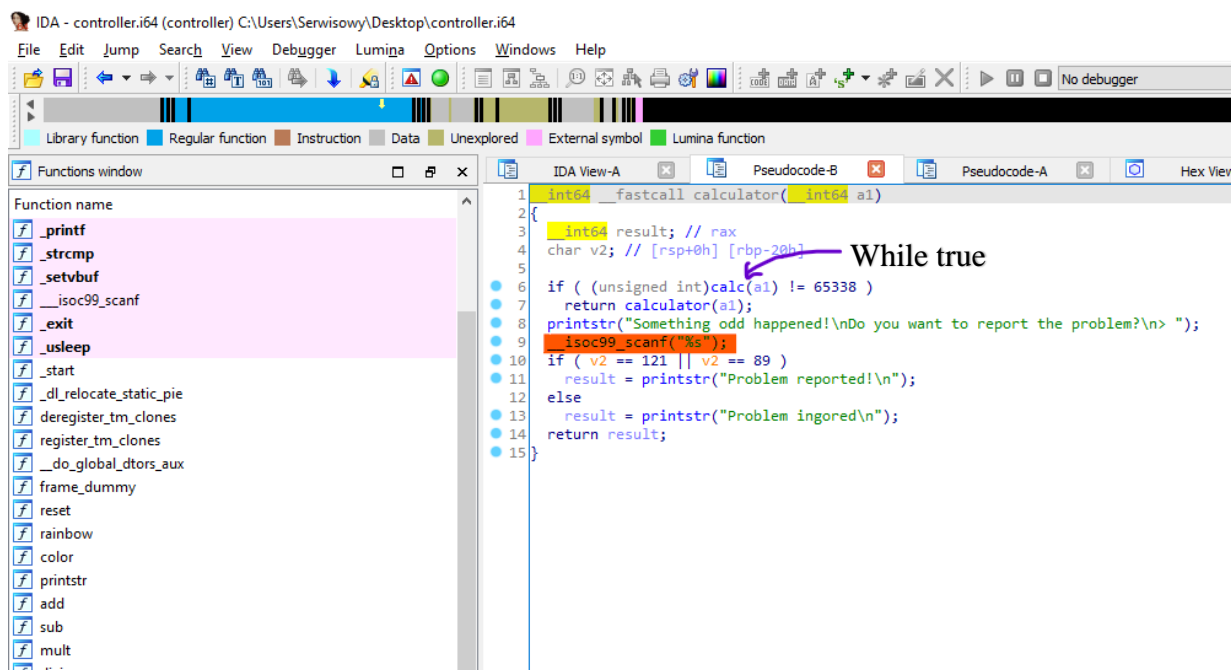 IDA - controller.i64 (controller) C:\Users\Serwisowy\Desktop\controller.i64
File Edit Jump Search View Debugger Lumina Options Windows Help
No debugger
Library function Regular function Instruction Data Unexplored External symbol Lumina function
Functions window
IDA View-A Pseudocode-B Pseudocode-A Hex View
Function name
_printf
_strcmp
_setvbuf
___isoc99_scanf
_exit
_usleep
_start
_dl_relocate_static_pie
deregister_tm_clones
register_tm_clones
__do_global_dtors_aux
frame_dummy
reset
rainbow
color
printstr
add
sub
mult
1 __int64 __fastcall calculator(__int64 a1)
2 {
3 __int64 result; // rax
4 char v2; // [rsp+0h] [rbp-20h]
While true
5
6 if ( (unsigned int)calc(a1) != 65338 )
7 return calculator(a1);
8 printstr("Something odd happened!\nDo you want to report the problem?\n> ");
9 __isoc99_scanf("%s");
10 if ( v2 == 121 || v2 == 89 )
11 result = printstr("Problem reported!\n");
12 else
13 result = printstr("Problem ingored\n");
14 return result;
15 }